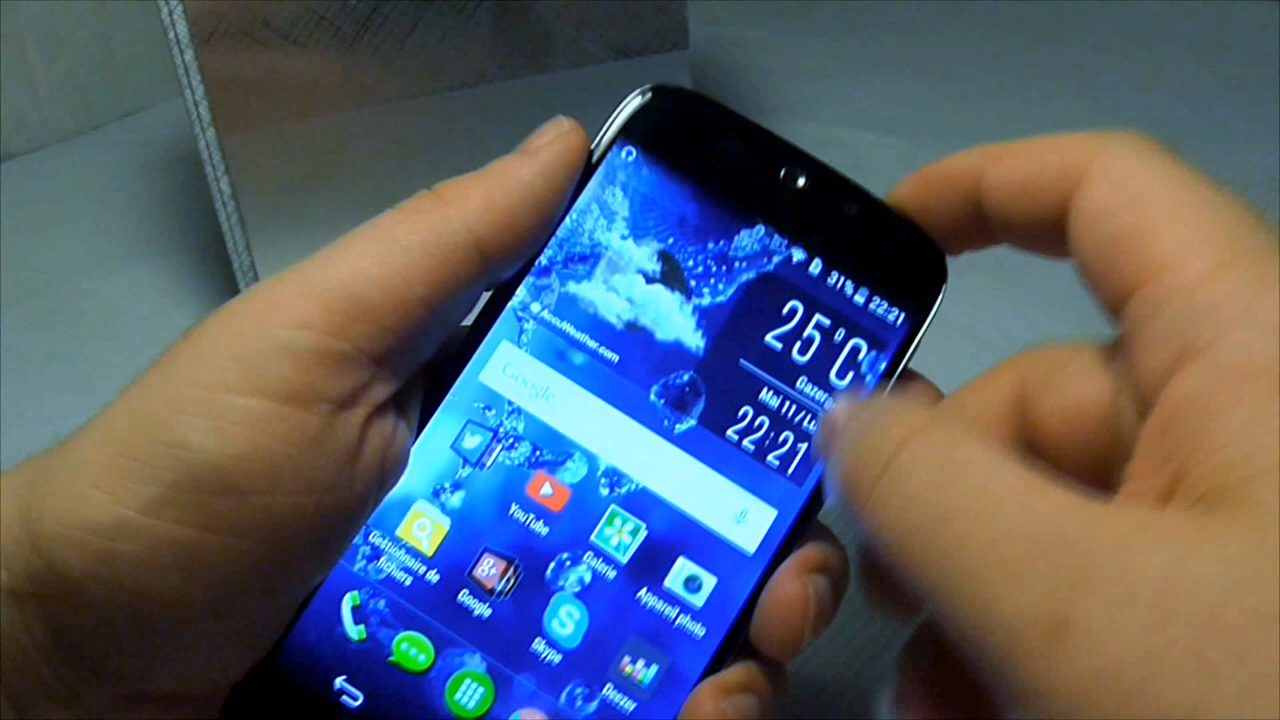 31% 22:21
25°C
AccuWeather.com
Mai 11 / L
22:21
Google
YouTube
Galerie
Appareil photo
Gestionnaire de
fichiers
g+
Google
Skype
Deezer